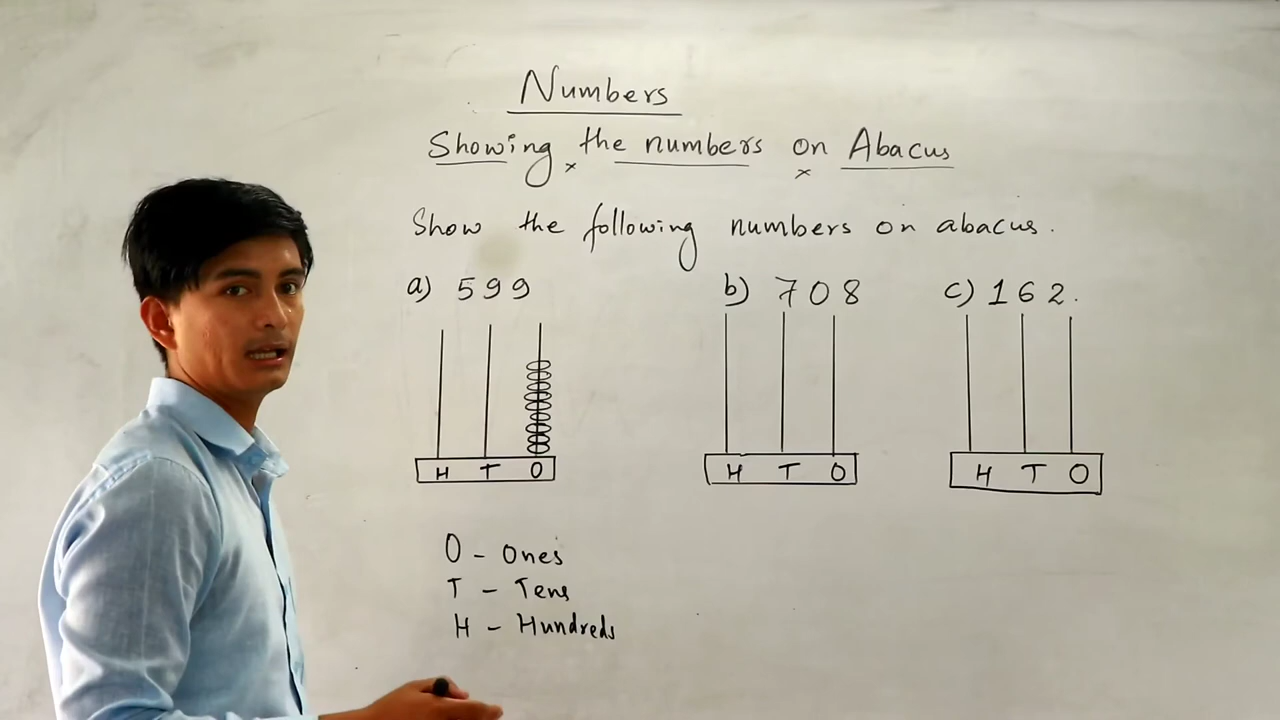 Numbers
Showing the numbers on Abacus
x x
Show the following numbers on abacus.
a) 599 b) 708 c) 162.
H T O H T O H T O
O - Ones
T - Tens
H - Hundreds